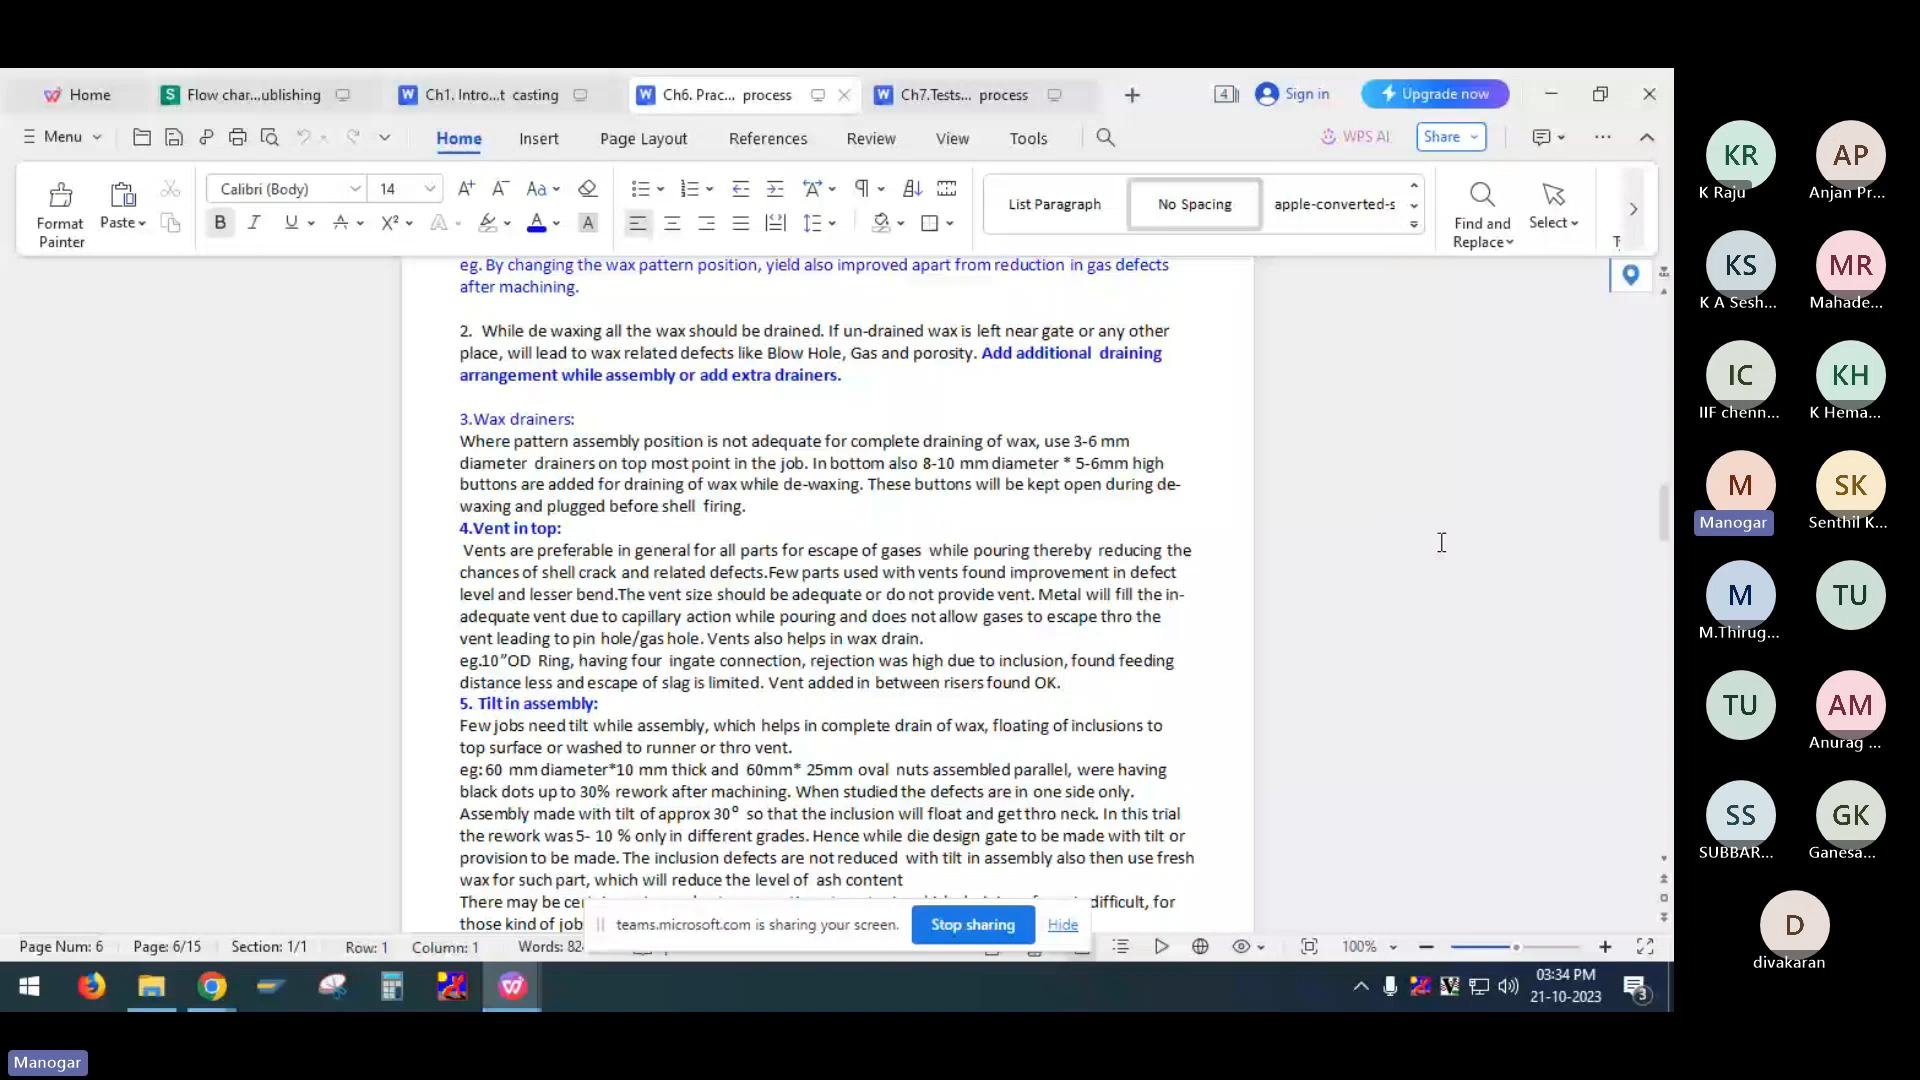 Home
Flow char...ublishing
Ch1. Intro...t casting
Ch6. Prac... process
Ch7.Tests... process
4
Sign in
Upgrade now
Menu
Home
Insert
Page Layout
References
Review
View
Tools
WPS AI
Share
Format Painter
Paste
Calibri (Body)
14
List Paragraph
No Spacing
apple-converted-s
Find and Replace
Select
eg. By changing the wax pattern position, yield also improved apart from reduction in gas defects
after machining.
2. While de waxing all the wax should be drained. If un-drained wax is left near gate or any other
place, will lead to wax related defects like Blow Hole, Gas and porosity. Add additional draining
arrangement while assembly or add extra drainers.
3.Wax drainers:
Where pattern assembly position is not adequate for complete draining of wax, use 3-6 mm
diameter drainers on top most point in the job. In bottom also 8-10 mm diameter * 5-6mm high
buttons are added for draining of wax while de-waxing. These buttons will be kept open during de-
waxing and plugged before shell firing.
4.Vent in top:
Vents are preferable in general for all parts for escape of gases while pouring thereby reducing the
chances of shell crack and related defects.Few parts used with vents found improvement in defect
level and lesser bend.The vent size should be adequate or do not provide vent. Metal will fill the in-
adequate vent due to capillary action while pouring and does not allow gases to escape thro the
vent leading to pin hole/gas hole. Vents also helps in wax drain.
eg.10”OD Ring, having four ingate connection, rejection was high due to inclusion, found feeding
distance less and escape of slag is limited. Vent added in between risers found OK.
5. Tilt in assembly:
Few jobs need tilt while assembly, which helps in complete drain of wax, floating of inclusions to
top surface or washed to runner or thro vent.
eg:60 mm diameter*10 mm thick and 60mm* 25mm oval nuts assembled parallel, were having
black dots up to 30% rework after machining. When studied the defects are in one side only.
Assembly made with tilt of approx 30° so that the inclusion will float and get thro neck. In this trial
the rework was 5- 10 % only in different grades. Hence while die design gate to be made with tilt or
provision to be made. The inclusion defects are not reduced with tilt in assembly also then use fresh
wax for such part, which will reduce the level of ash content
There may be difficult, for
those kind of job
teams.microsoft.com is sharing your screen.
Stop sharing
Hide
Page Num: 6
Page: 6/15
Section: 1/1
Row: 1
Column: 1
Words: 82
100%
03:34 PM
21-10-2023
3
KR
K Raju
AP
Anjan Pr...
KS
K A Sesh...
MR
Mahade...
IC
IIF chenn...
KH
K Hema...
M
Manogar
SK
Senthil K...
M
M.Thirug...
TU
TU
AM
Anurag ...
SS
SUBBAR...
GK
Ganesa...
D
divakaran
Manogar